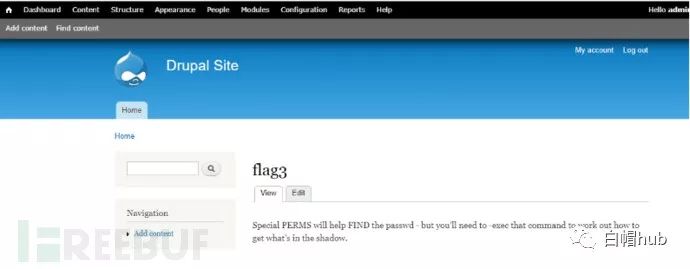 Dashboard Content Structure Appearance People Modules Configuration Reports Help Hello admin
Add content Find content
My account Log out
Drupal Site
Home
Home
flag3
View Edit
Navigation
Add content
Special PERMS will help FIND the passwd - but you'll need to -exec that command to work out how to
get what's in the shadow.
FREEBUF
白帽hub